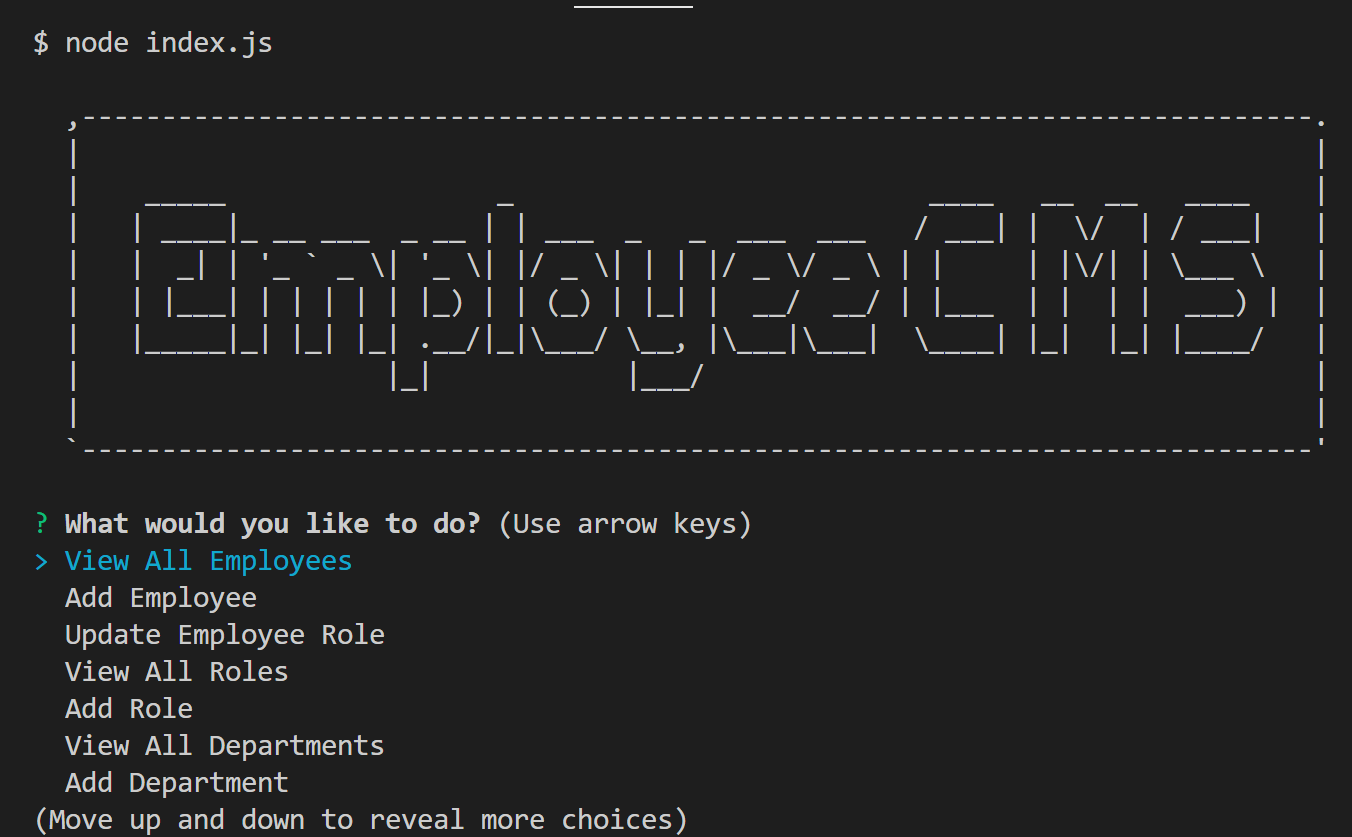 $ node index.js
Employee CMS
? What would you like to do? (Use arrow keys)
> View All Employees
Add Employee
Update Employee Role
View All Roles
Add Role
View All Departments
Add Department
(Move up and down to reveal more choices)